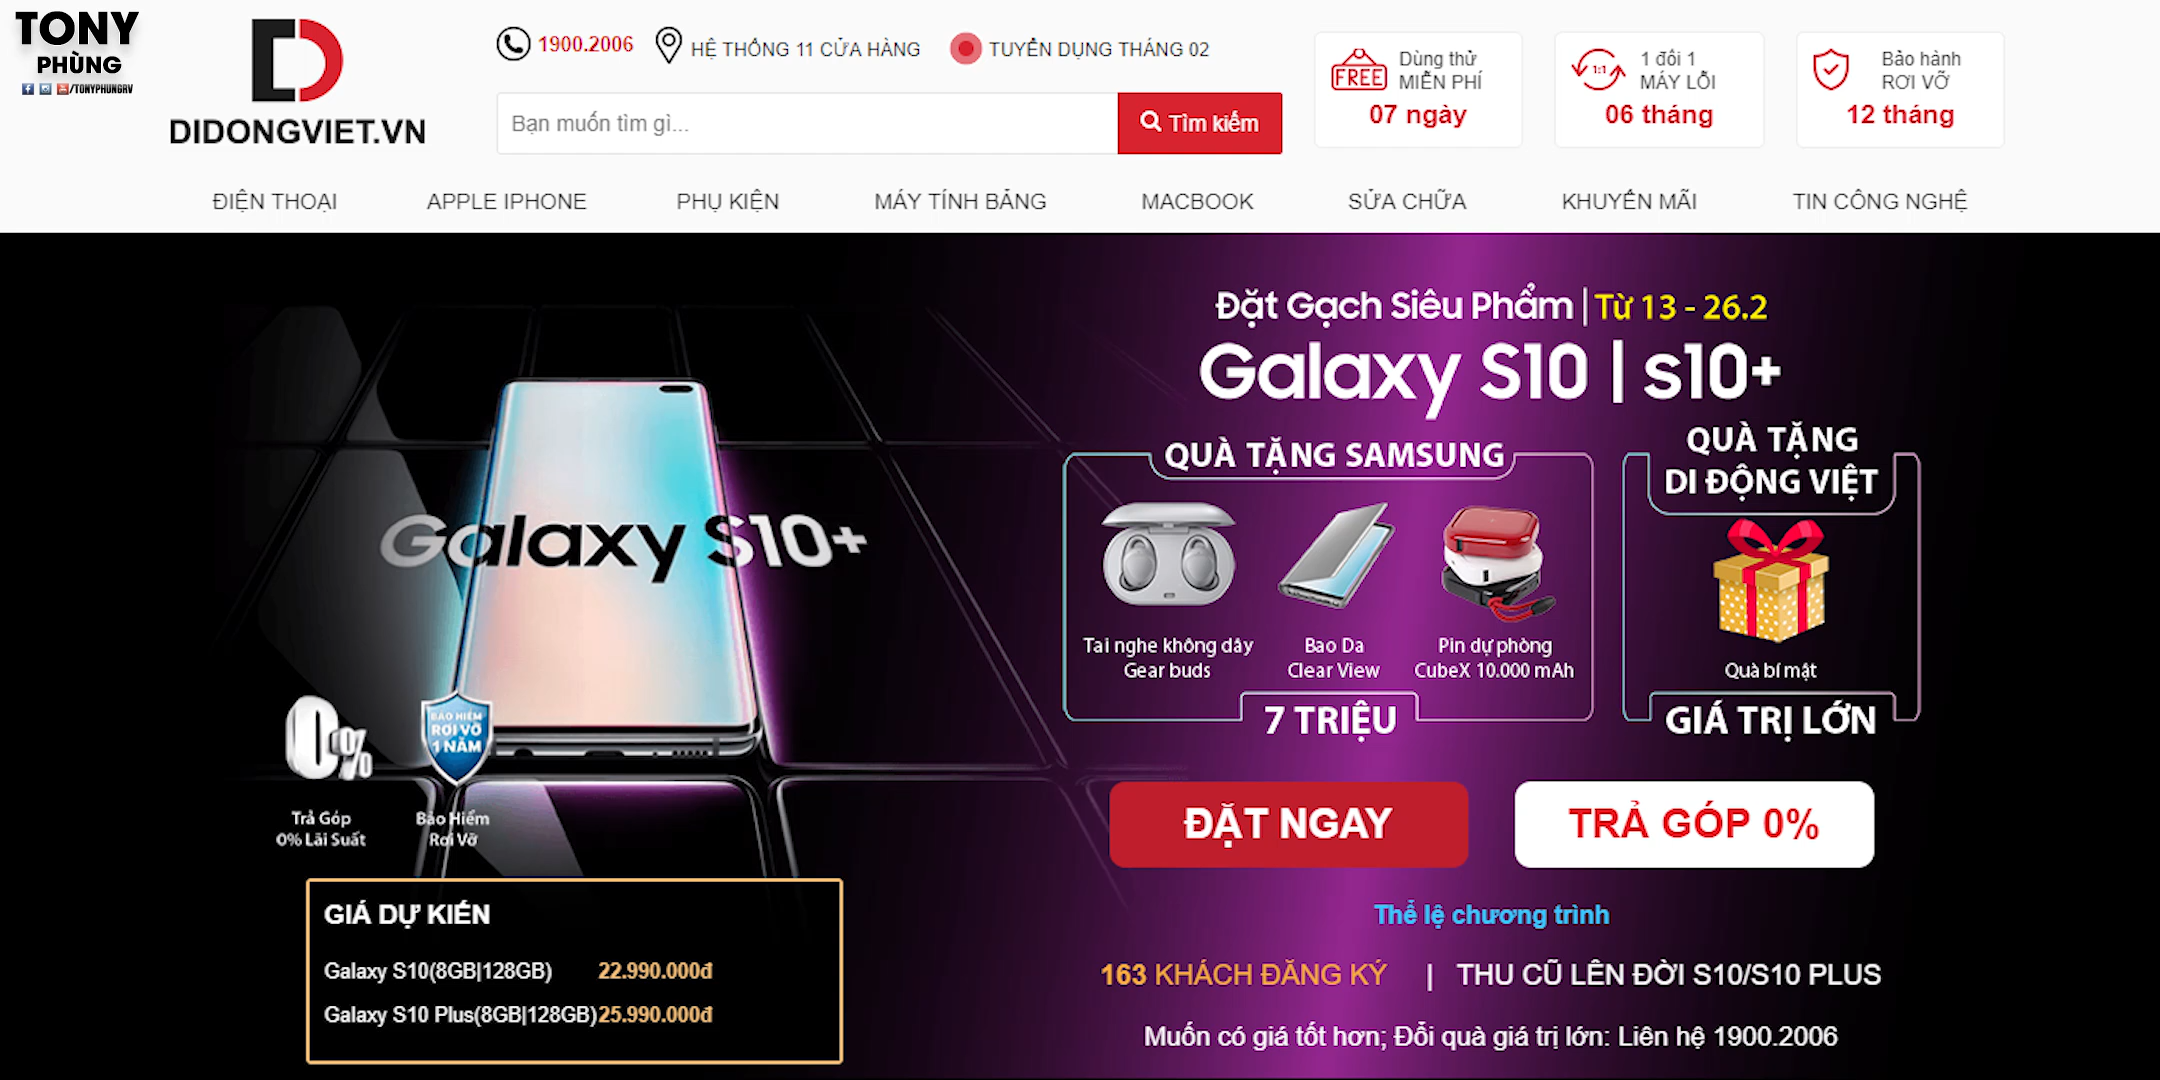 TONY
PHÙNG
/TONYPHUNGRV
DIDONGVIET.VN
1900.2006
HỆ THỐNG 11 CỬA HÀNG
TUYỂN DỤNG THÁNG 02
Bạn muốn tìm gì...
Tìm kiếm
FREE
Dùng thử
MIỄN PHÍ
07 ngày
1:1
1 đổi 1
MÁY LỖI
06 tháng
Bảo hành
RƠI VỠ
12 tháng
ĐIỆN THOẠI
APPLE IPHONE
PHỤ KIỆN
MÁY TÍNH BẢNG
MACBOOK
SỬA CHỮA
KHUYẾN MÃI
TIN CÔNG NGHỆ
Đặt Gạch Siêu Phẩm | Từ 13 - 26.2
Galaxy S10 | s10+
Galaxy S10+
QUÀ TẶNG SAMSUNG
Tai nghe không dây
Gear buds
Bao Da
Clear View
Pin dự phòng
CubeX 10.000 mAh
7 TRIỆU
QUÀ TẶNG
DI ĐỘNG VIỆT
Quà bí mật
GIÁ TRỊ LỚN
0%
Trả Góp
0% Lãi Suất
BẢO HIỂM
RƠI VỠ
1 NĂM
Bảo Hiểm
Rơi Vỡ
ĐẶT NGAY
TRẢ GÓP 0%
GIÁ DỰ KIẾN
Galaxy S10(8GB|128GB) 22.990.000đ
Galaxy S10 Plus(8GB|128GB) 25.990.000đ
Thể lệ chương trình
163 KHÁCH ĐĂNG KÝ | THU CŨ LÊN ĐỜI S10/S10 PLUS
Muốn có giá tốt hơn; Đổi quà giá trị lớn: Liên hệ 1900.2006